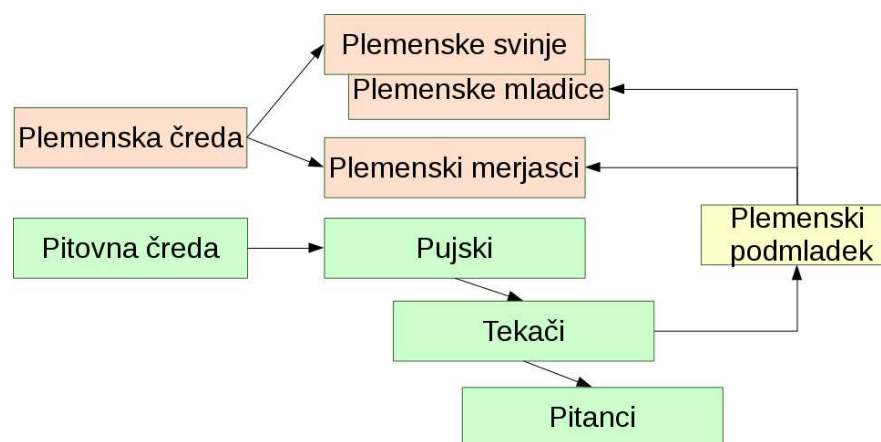 Plemenske svinje
Plemenske mladice
Plemenska čreda
Plemenski merjasci
Plemenski
podmladek
Pitovna čreda
Pujski
Tekači
Pitanci